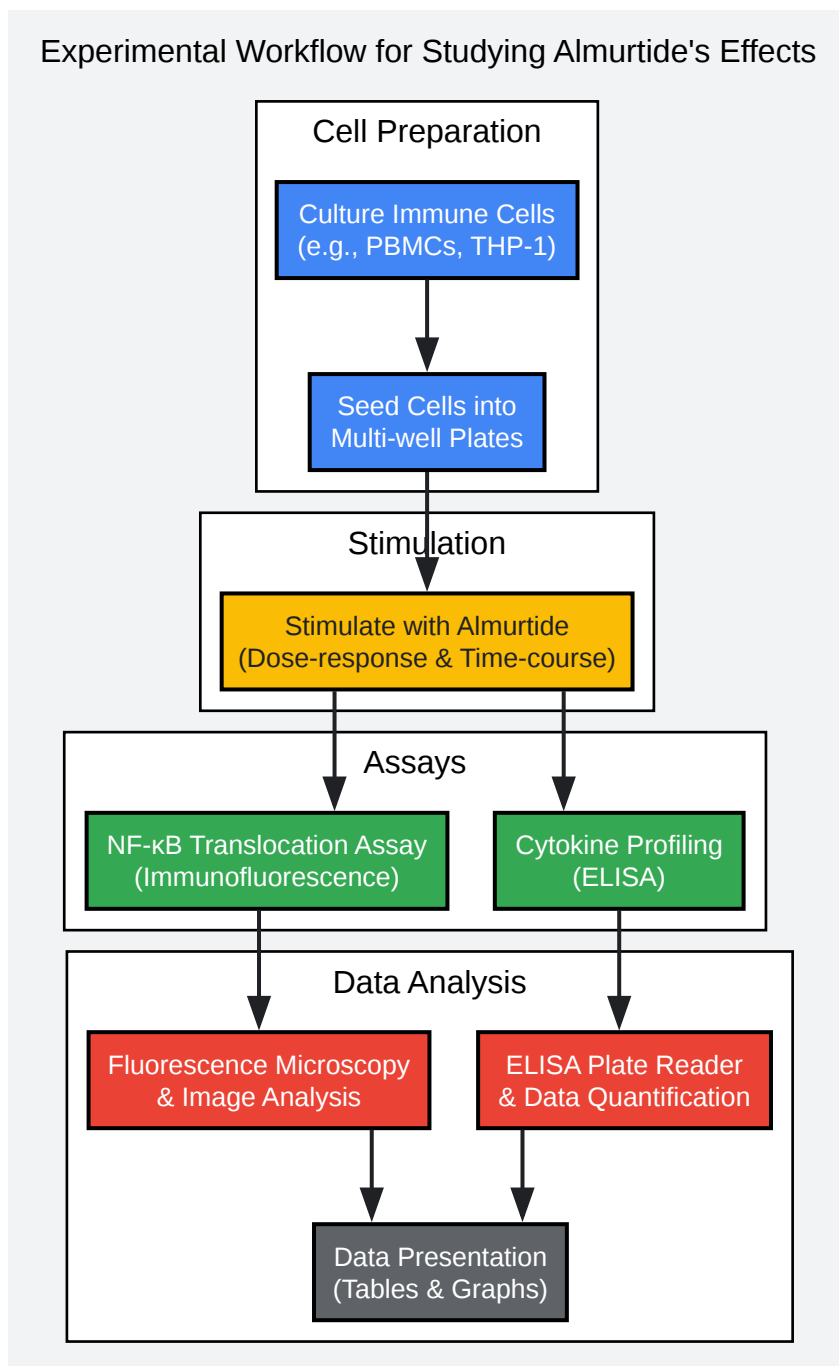 Experimental Workflow for Studying Almurtide's Effects
Cell Preparation
Culture Immune Cells
(e.g., PBMCs, THP-1)
Seed Cells into
Multi-well Plates
Stimulation
Stimulate with Almurtide
(Dose-response & Time-course)
Assays
NF-κB Translocation Assay
(Immunofluorescence)
Cytokine Profiling
(ELISA)
Data Analysis
Fluorescence Microscopy
& Image Analysis
ELISA Plate Reader
& Data Quantification
Data Presentation
(Tables & Graphs)